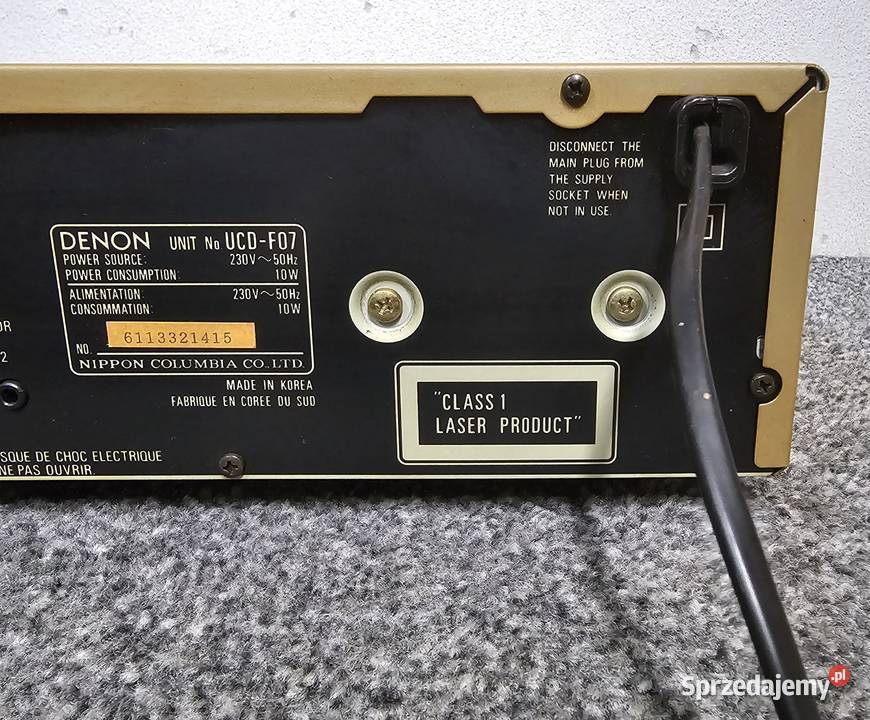 DISCONNECT THE
MAIN PLUG FROM
THE SUPPLY
SOCKET WHEN
NOT IN USE.
DENON UNIT No UCD-F07
POWER SOURCE: 230V~50Hz
POWER CONSUMPTION: 10W
ALIMENTATION: 230V~50Hz
CONSOMMATION: 10W
NO. 6113321415
NIPPON COLUMBIA CO., LTD.
MADE IN KOREA
FABRIQUE EN COREE DU SUD
"CLASS 1
LASER PRODUCT"
OR
2
SQUE DE CHOC ELECTRIQUE
NE PAS OUVRIR.
Sprzedajemy.pl